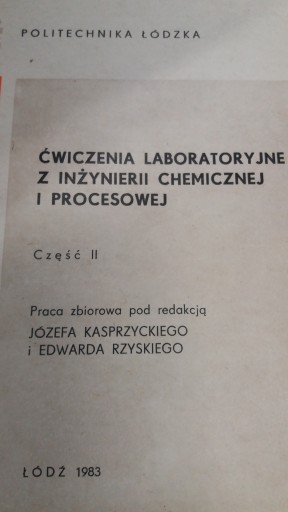 POLITECHNIKA ŁÓDZKA
ĆWICZENIA LABORATORYJNE
Z INŻYNIERII CHEMICZNEJ
I PROCESOWEJ
Część II
Praca zbiorowa pod redakcją
JÓZEFA KASPRZYCKIEGO
i EDWARDA RZYSKIEGO
ŁÓDŹ 1983